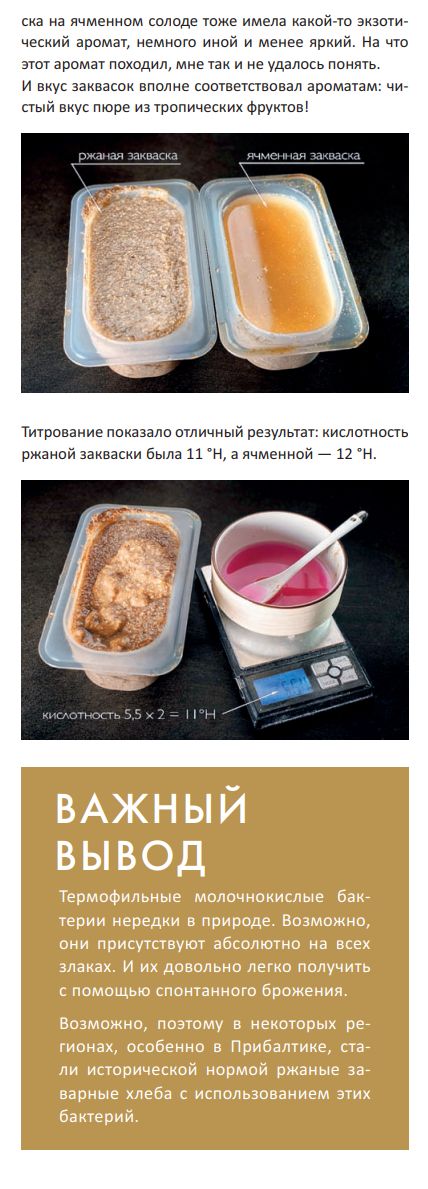 ска на ячменном солоде тоже имела какой-то экзоти-
ческий аромат, немного иной и менее яркий. На что
этот аромат походил, мне так и не удалось понять.
И вкус заквасок вполне соответствовал ароматам: чи-
стый вкус пюре из тропических фруктов!
ржаная закваска
ячменная закваска
Титрование показало отличный результат: кислотность
ржаной закваски была 11 °Н, а ячменной — 12 °Н.
кислотность 5,5 х 2 = 11°Н
ВАЖНЫЙ
ВЫВОД
Термофильные молочнокислые бак-
терии нередки в природе. Возможно,
они присутствуют абсолютно на всех
злаках. И их довольно легко получить
с помощью спонтанного брожения.
Возможно, поэтому в некоторых ре-
гионах, особенно в Прибалтике, ста-
ли исторической нормой ржаные за-
варные хлеба с использованием этих
бактерий.